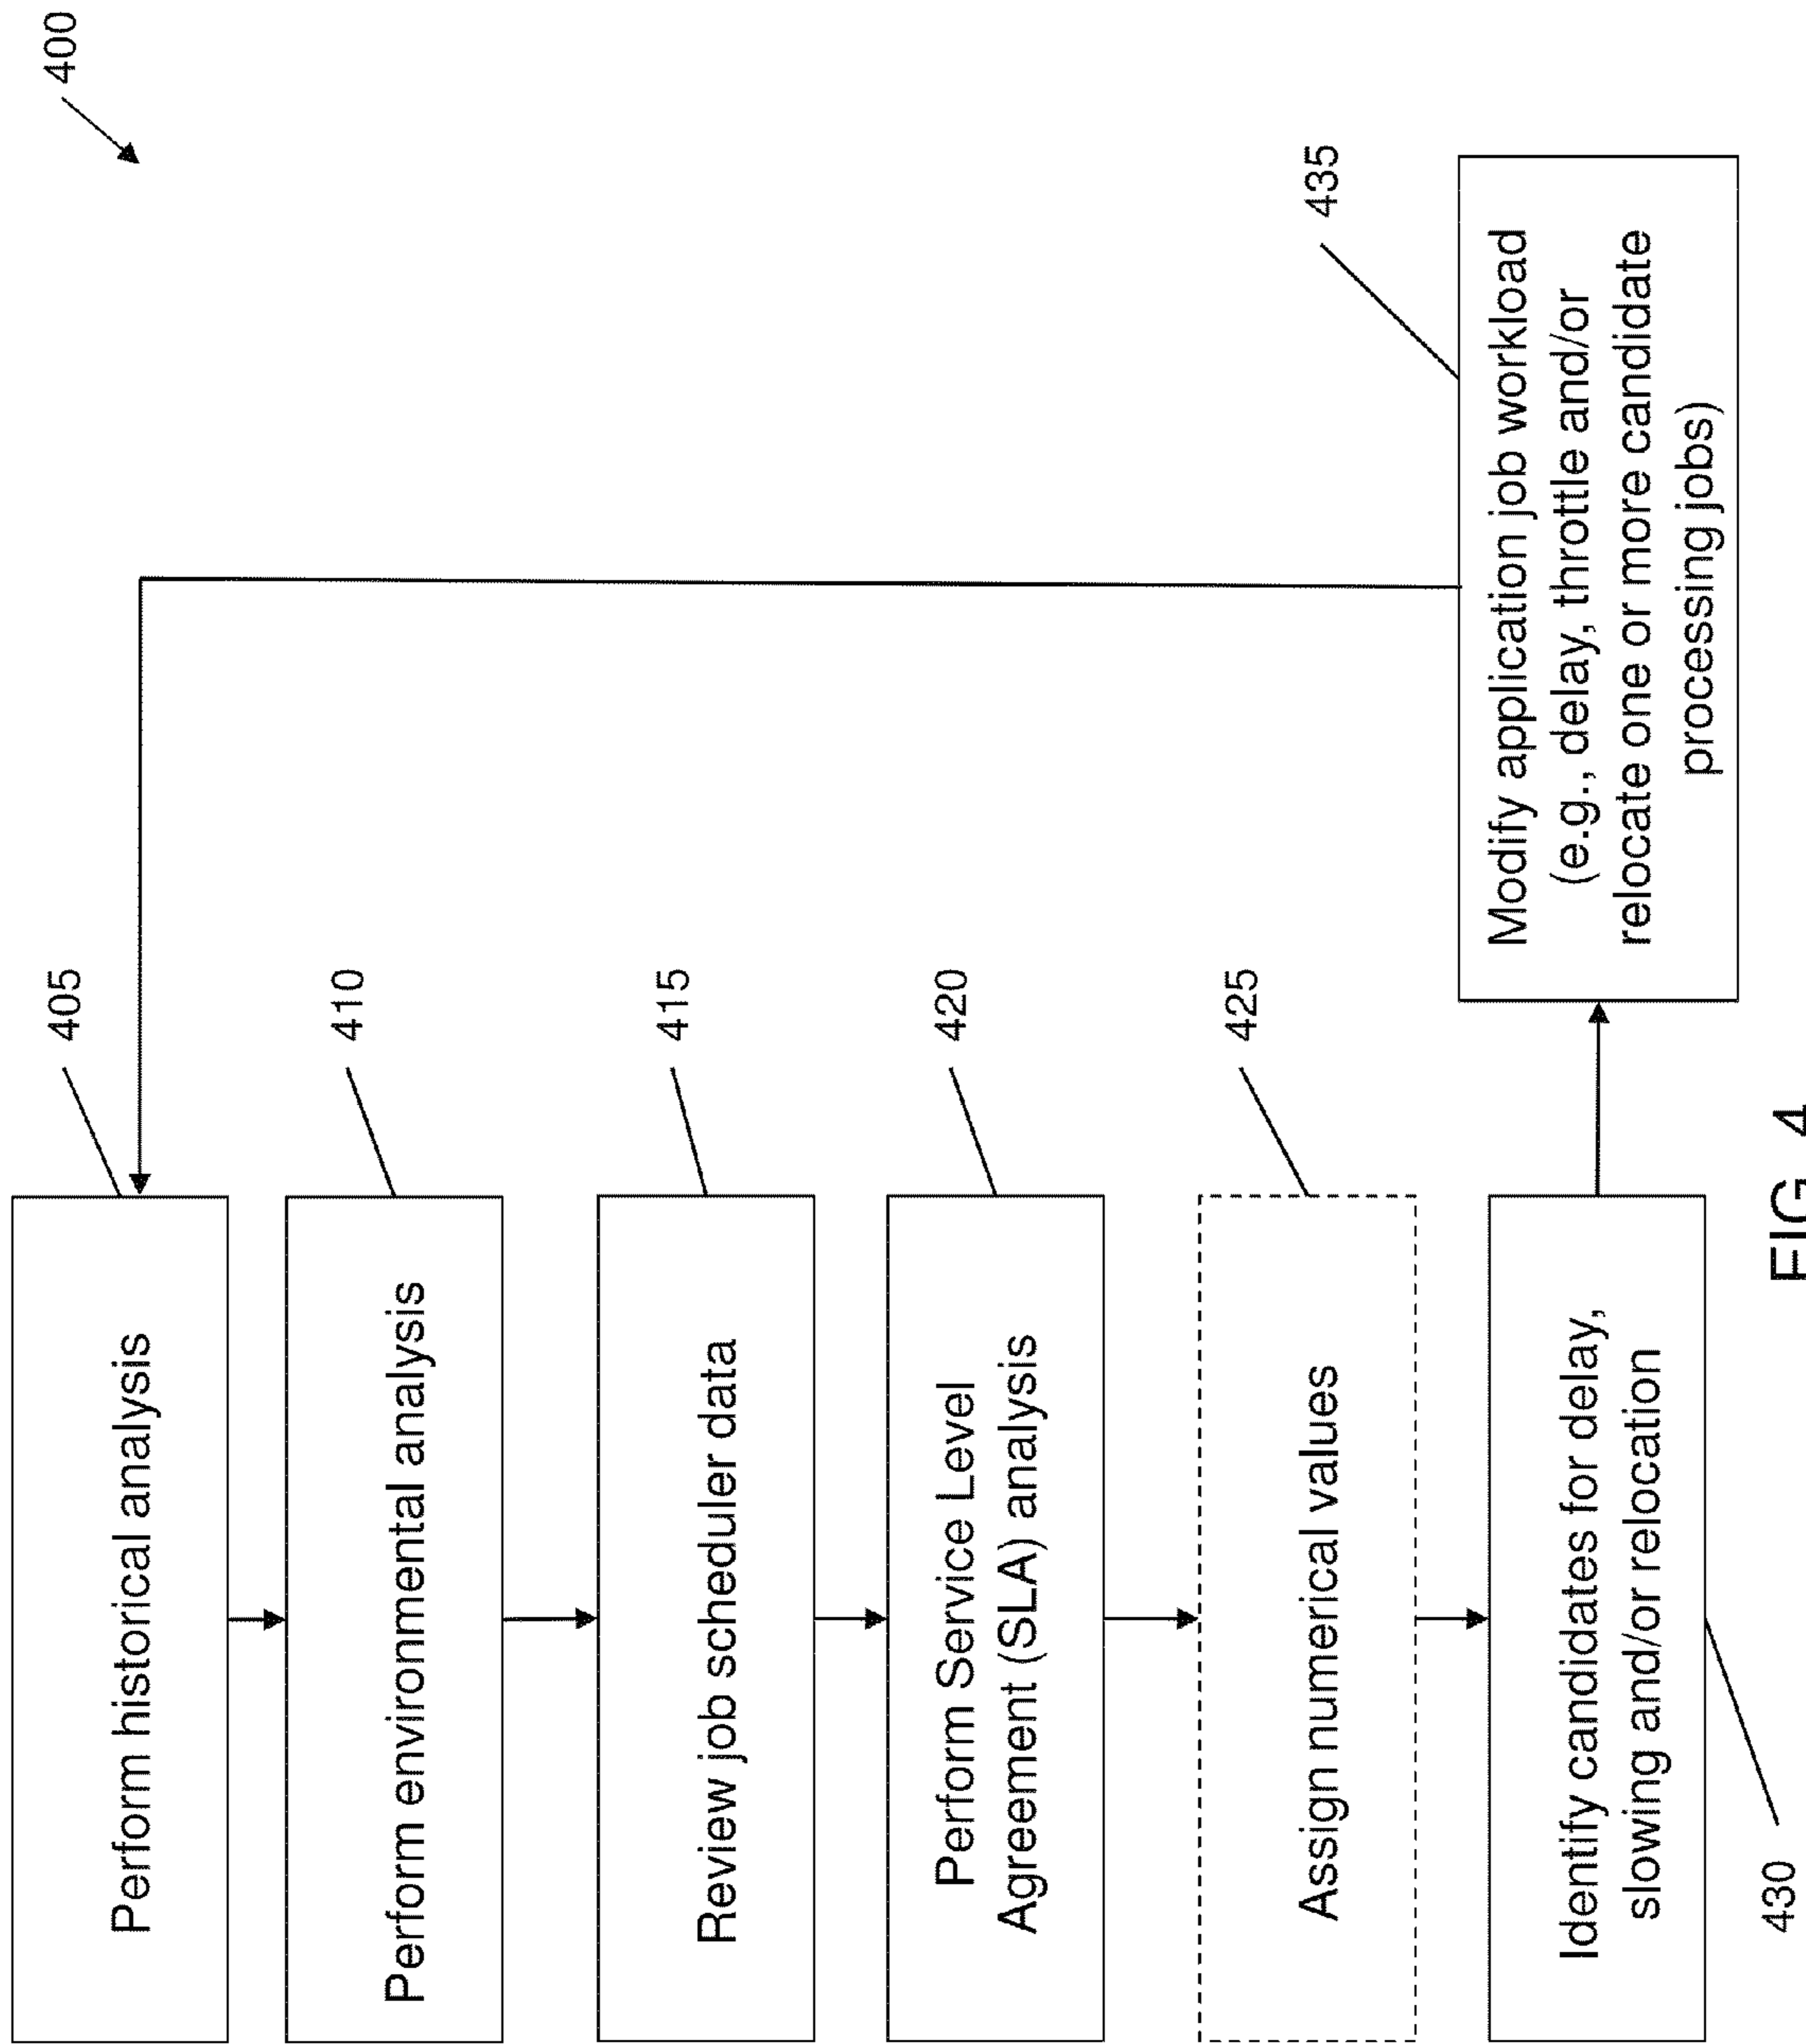 400
Perform historical analysis
405
Perform environmental analysis
410
Review job scheduler data
415
Perform Service Level
Agreement (SLA) analysis
420
Assign numerical values
425
Identify candidates for delay,
slowing and/or relocation
430
Modify application job workload
(e.g., delay, throttle and/or
relocate one or more candidate
processing jobs)
435
FIG. 4